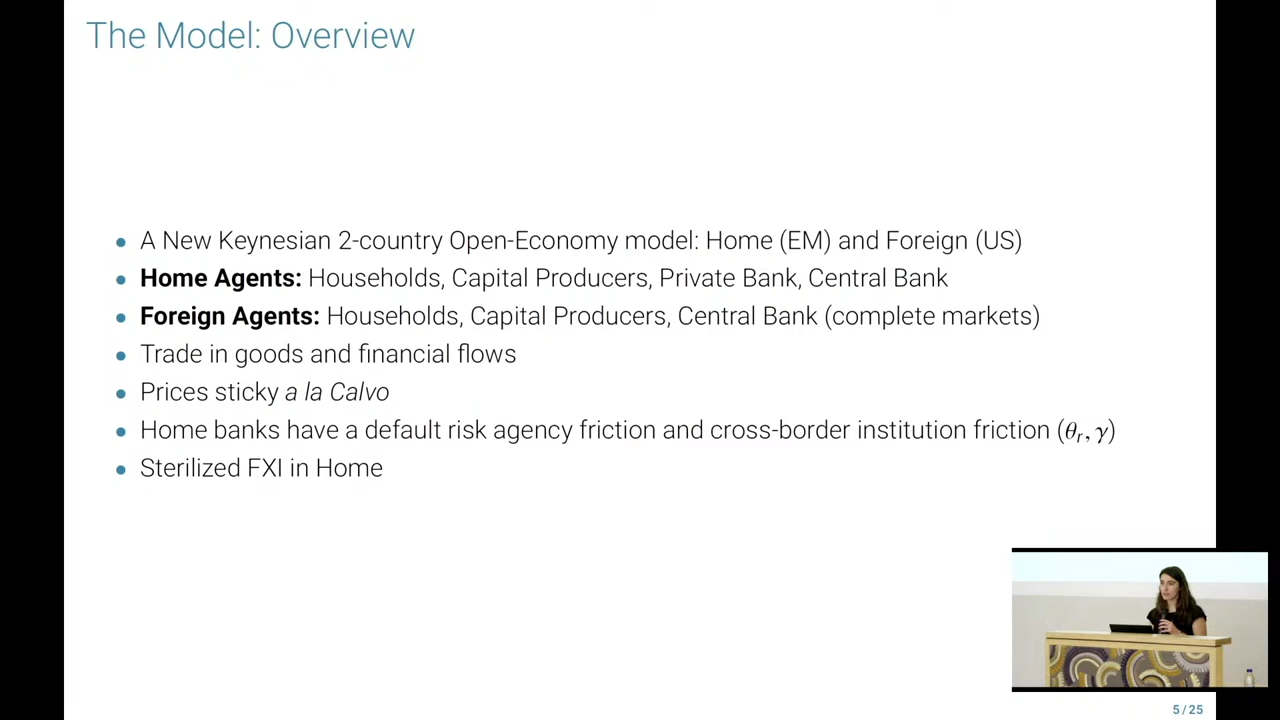 The Model: Overview
• A New Keynesian 2-country Open-Economy model: Home (EM) and Foreign (US)
• Home Agents: Households, Capital Producers, Private Bank, Central Bank
• Foreign Agents: Households, Capital Producers, Central Bank (complete markets)
• Trade in goods and financial flows
• Prices sticky a la Calvo
• Home banks have a default risk agency friction and cross-border institution friction (θr, γ)
• Sterilized FXI in Home
5 / 25